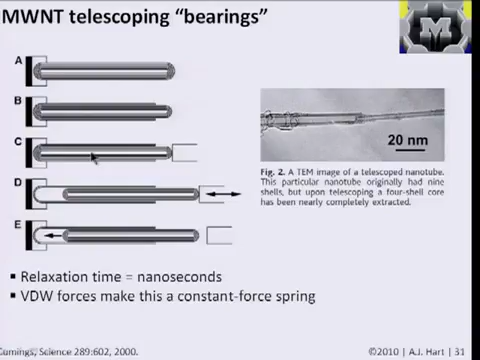 MWNT telescoping “bearings”
M
A
B
C
D
E
20 nm
Fig. 2. A TEM image of a telescoped nanotube.
This particular nanotube originally had nine
shells, but upon telescoping a four-shell core
has been nearly completely extracted.
▪ Relaxation time = nanoseconds
▪ VDW forces make this a constant-force spring
Cumings, Science 289:602, 2000.
©2010 | A.J. Hart | 31